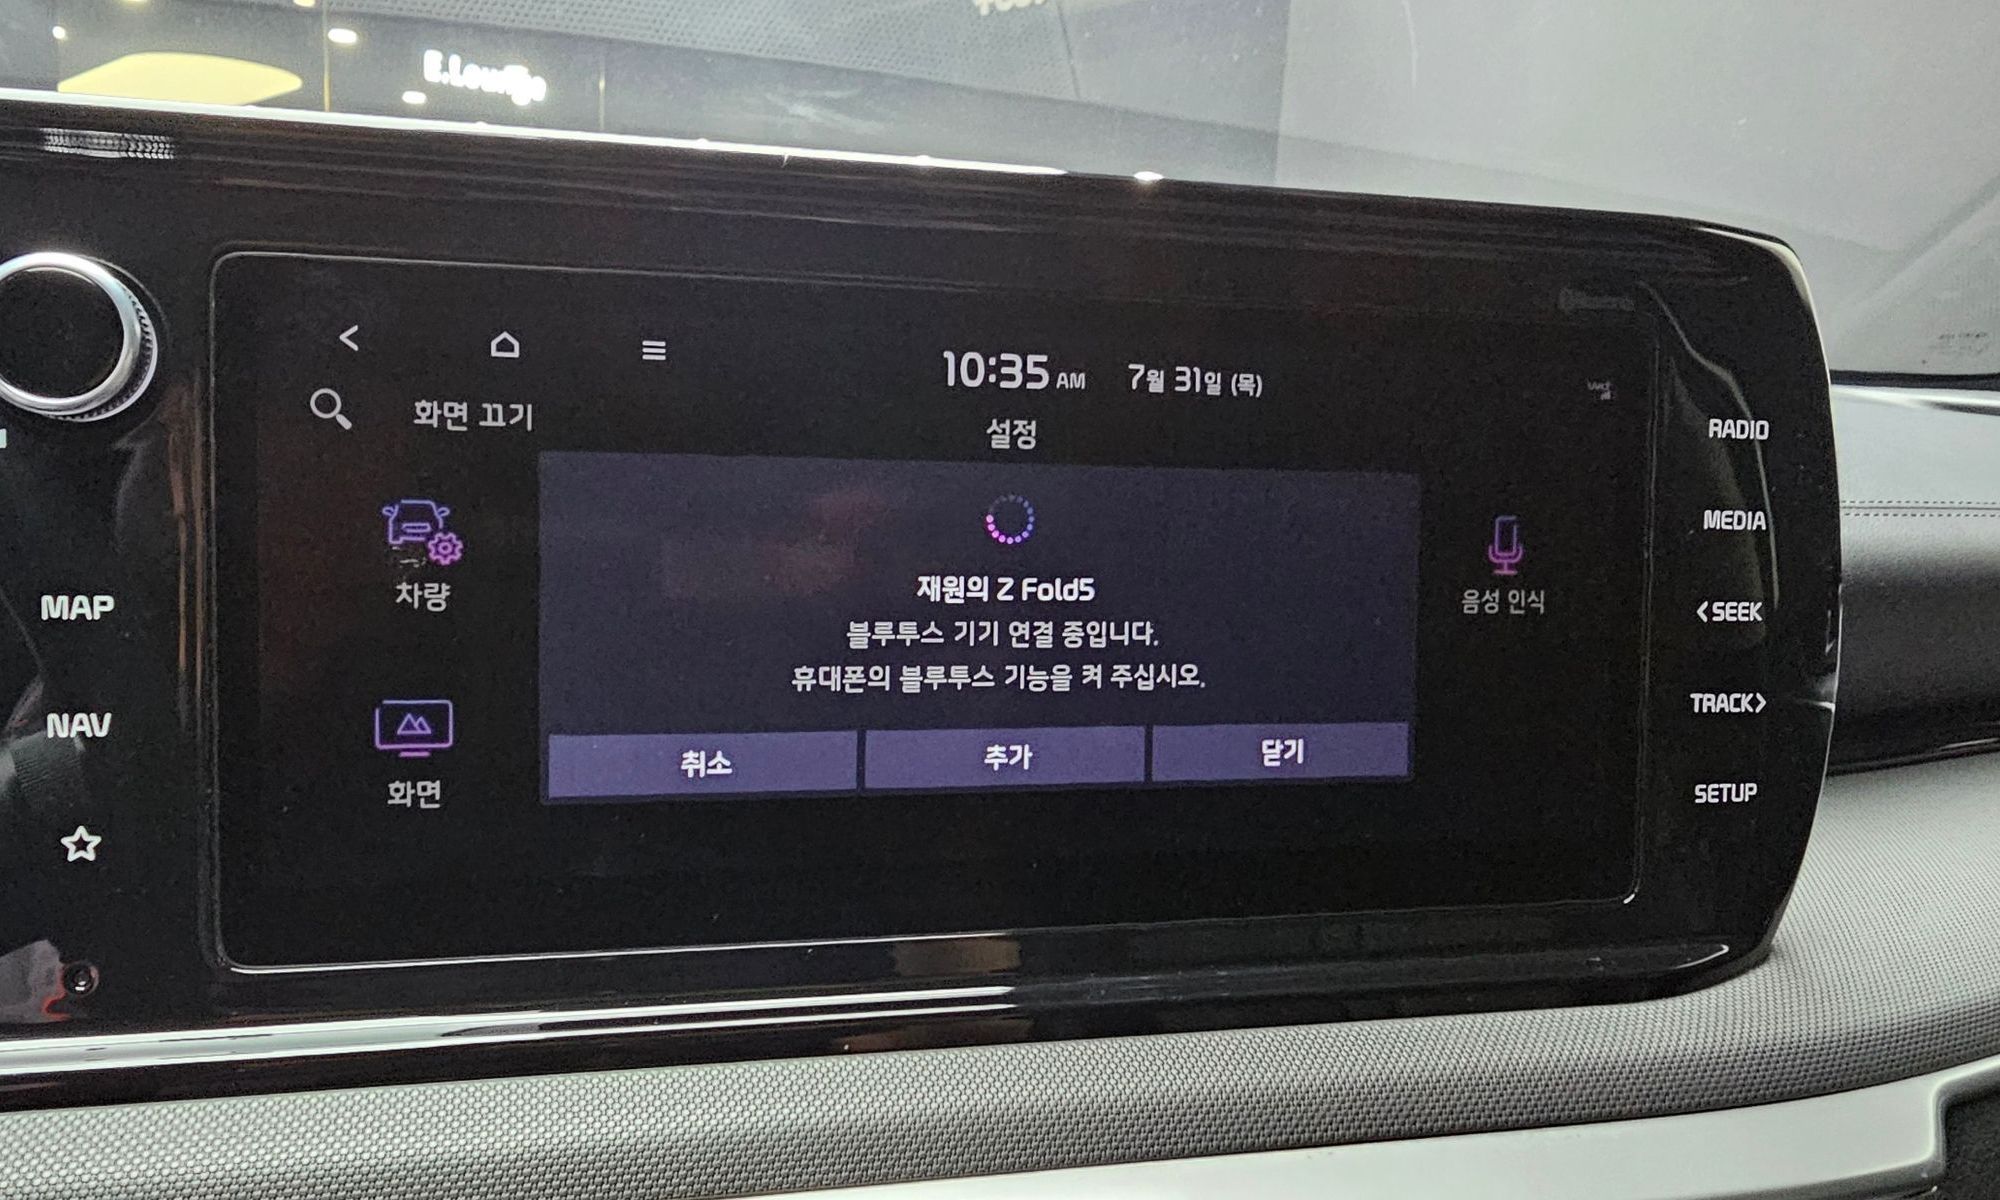 E.Lounge
10:35 AM 7월 31일 (목)
화면 끄기
설정
차량
재원의 Z Fold5
블루투스 기기 연결 중입니다.
휴대폰의 블루투스 기능을 켜 주십시오.
취소 추가 닫기
음성 인식
화면
MAP
NAV
RADIO
MEDIA
<SEEK
TRACK>
SETUP